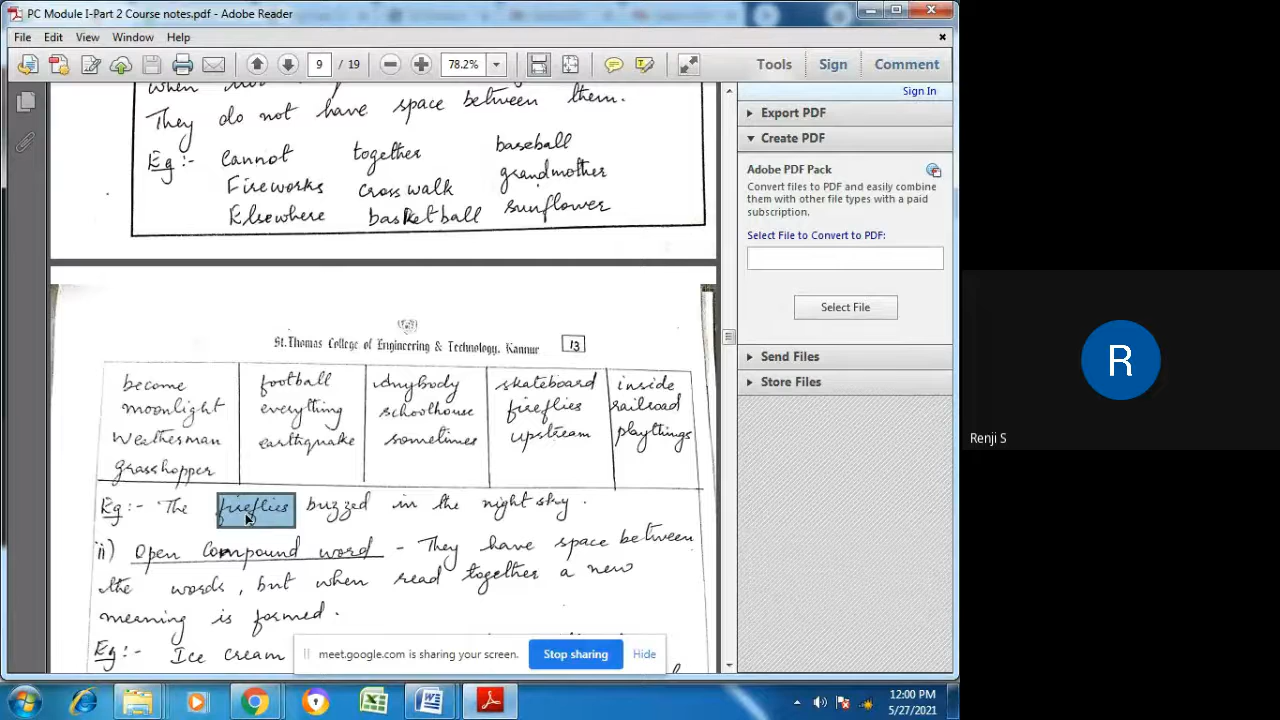 PC Module I-Part 2 Course notes.pdf - Adobe Reader
File Edit View Window Help
9 / 19 78.2% Tools Sign Comment
Sign In
Export PDF
Create PDF
Adobe PDF Pack
Convert files to PDF and easily combine
them with other file types with a paid
subscription.
Select File to Convert to PDF:
Select File
Send Files
Store Files
They do not have space between them.
Eg:- cannot together baseball
Fireworks crosswalk grandmother
Elsewhere basketball sunflower
St.Thomas College of Engineering & Technology, Kannur 13
become football Anybody skateboard inside
moonlight everything schoolhouse fireflies railroad
Weathesman earthquake sometimes upstream playthings
grasshopper
Eg:- The fireflies buzzed in the night sky.
ii) Open Compound word - They have space between
the words, but when read together a new
meaning is formed.
Eg:- Ice cream
meet.google.com is sharing your screen. Stop sharing Hide
12:00 PM
5/27/2021
R
Renji S